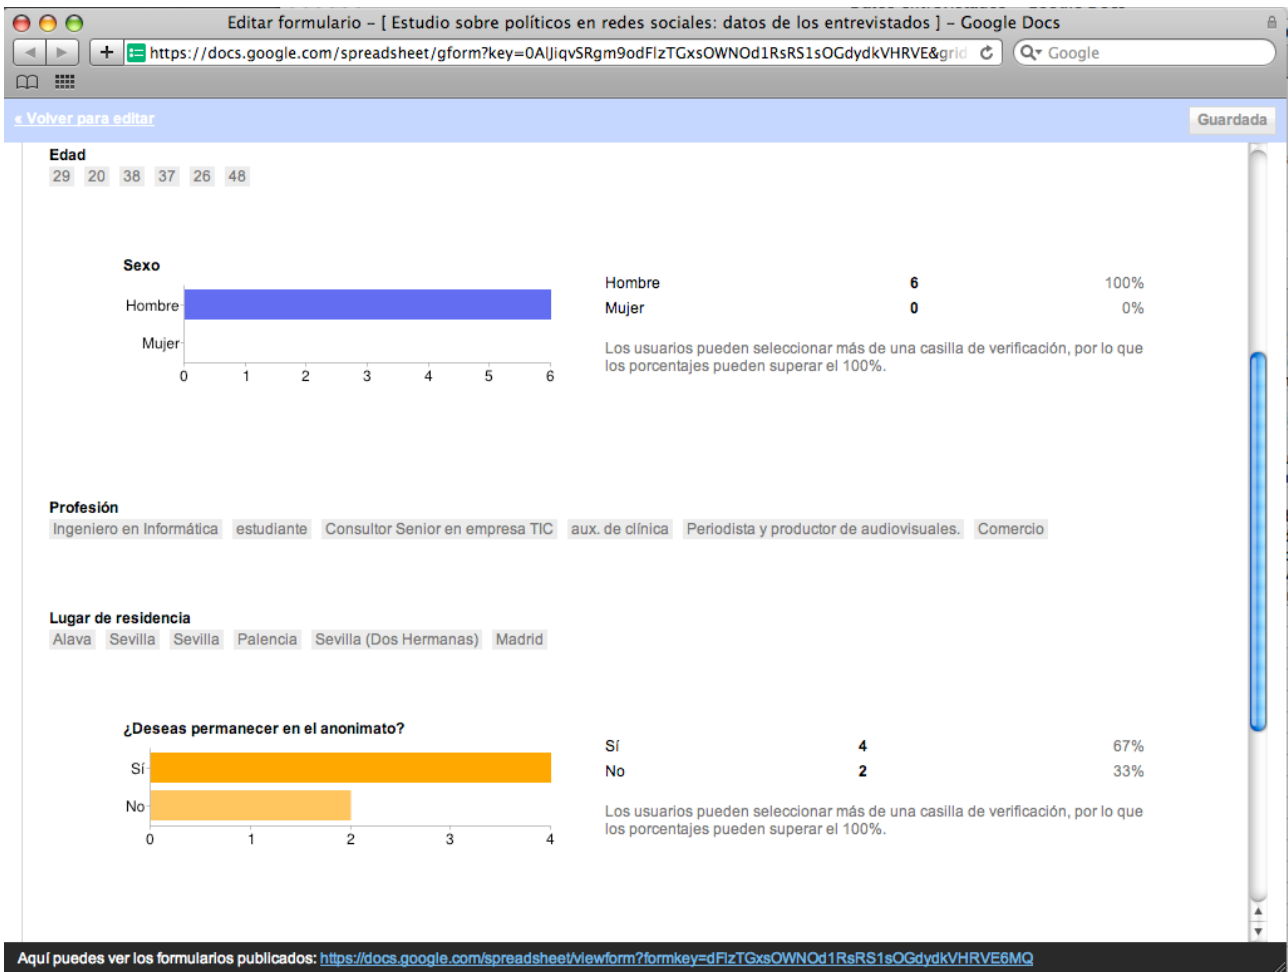 Editar formulario – [ Estudio sobre políticos en redes sociales: datos de los entrevistados ] – Google Docs
https://docs.google.com/spreadsheet/gform?key=0AlJiqvSRgm9odFlzTGxsOWNOd1RsRS1sOGdydkVHRVE&grid
Google
« Volver para editar
Guardada
Edad
29 20 38 37 26 48
Sexo
Hombre
Mujer
0 1 2 3 4 5 6
Hombre 6 100%
Mujer 0 0%
Los usuarios pueden seleccionar más de una casilla de verificación, por lo que
los porcentajes pueden superar el 100%.
Profesión
Ingeniero en Informática estudiante Consultor Senior en empresa TIC aux. de clínica Periodista y productor de audiovisuales. Comercio
Lugar de residencia
Alava Sevilla Sevilla Palencia Sevilla (Dos Hermanas) Madrid
¿Deseas permanecer en el anonimato?
Sí
No
0 1 2 3 4
Sí 4 67%
No 2 33%
Los usuarios pueden seleccionar más de una casilla de verificación, por lo que
los porcentajes pueden superar el 100%.
Aquí puedes ver los formularios publicados: https://docs.google.com/spreadsheet/viewform?formkey=dFlzTGxsOWNOd1RsRS1sOGdydkVHRVE6MQ